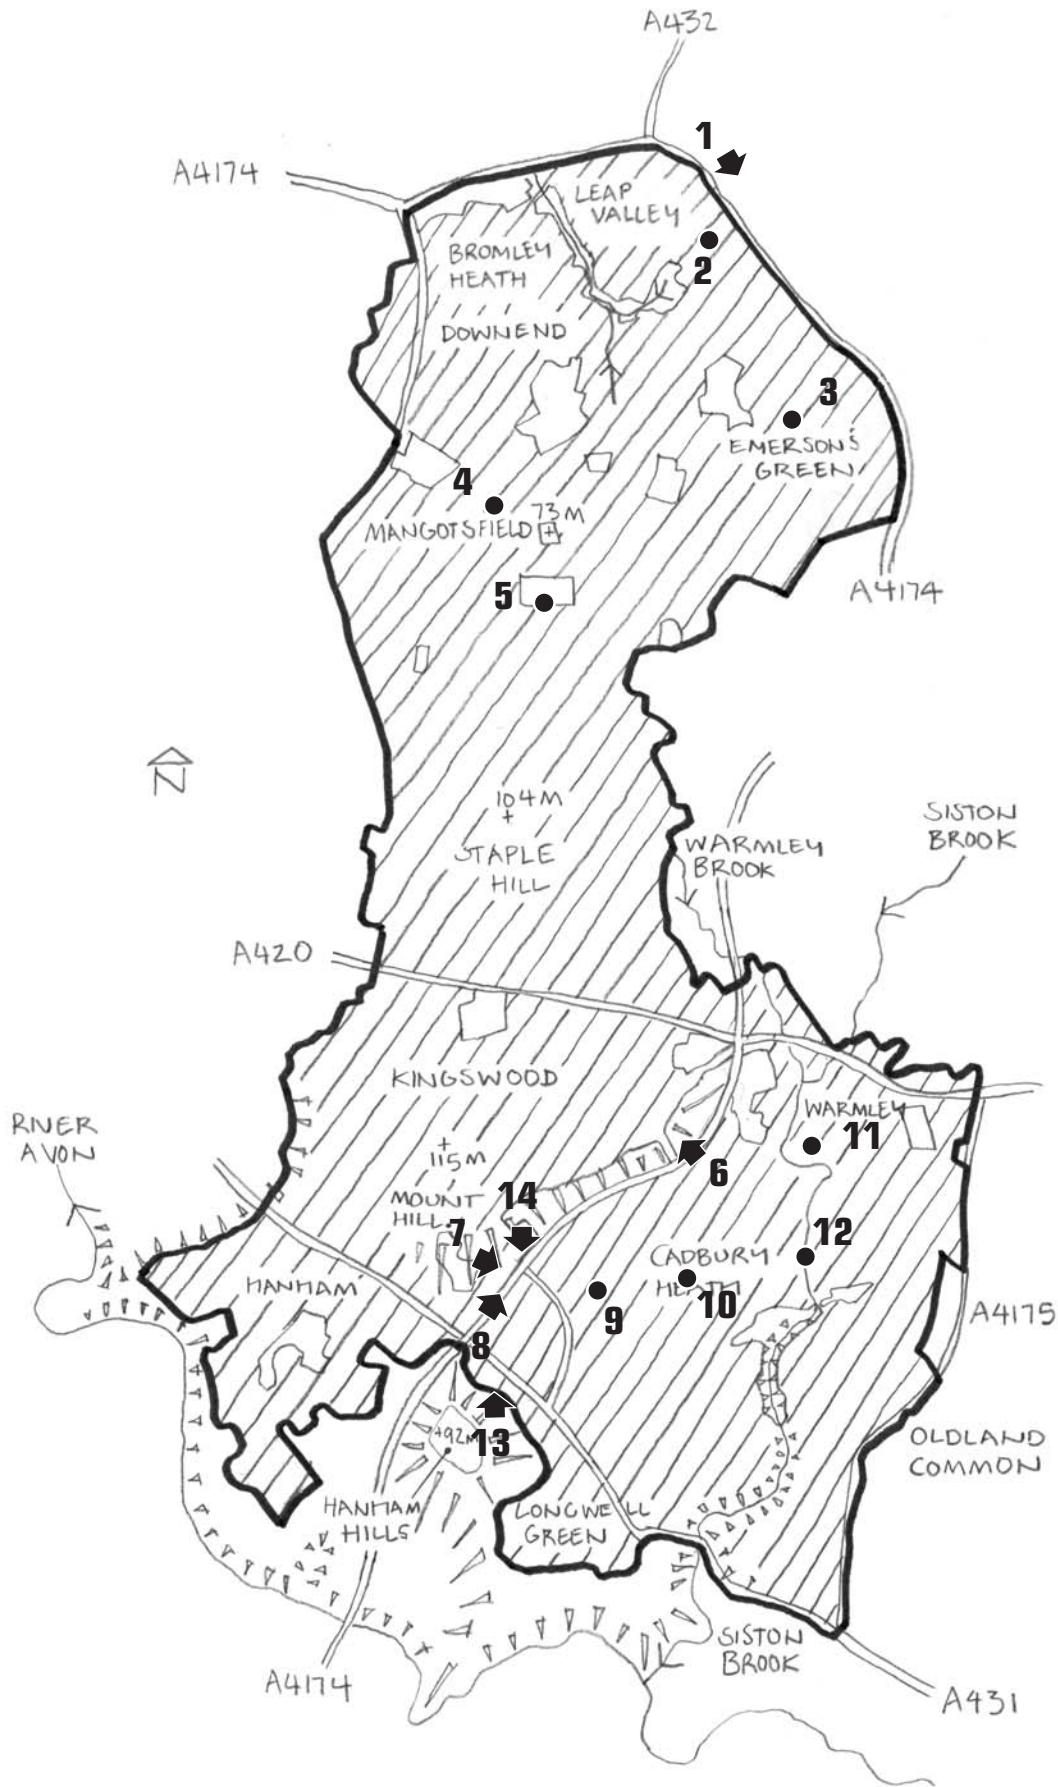 A432
1
A4174
LEAP
VALLEY
2
BROMLEY
HEATH
DOWNEND
3
EMERSON'S
GREEN
4
73M
MANGOTSFIELD
5
A4174
N
104M
STAPLE
HILL
WARMLEY
BROOK
SISTON
BROOK
A420
KINGSWOOD
RIVER
AVON
WARMLEY
11
115M
6
MOUNT
HILL
14
7
12
CADBURY
HEATH
HANHAM
10
9
A4175
8
+92M
13
OLDLAND
COMMON
HANHAM
HILLS
LONGWELL
GREEN
SISTON
BROOK
A4174
A431